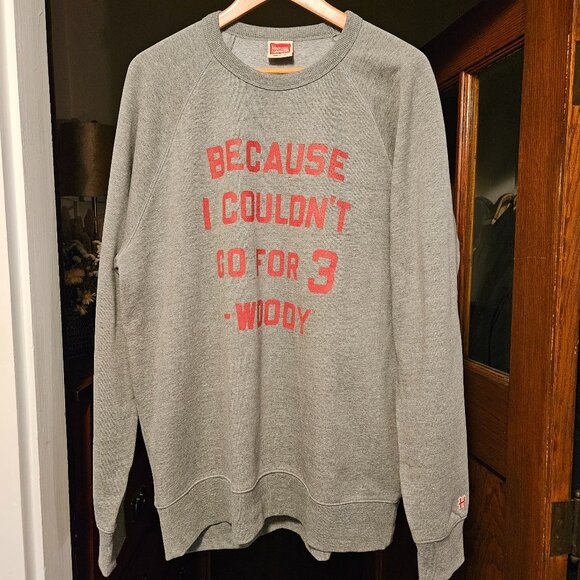 BECAUSE
I COULDN'T
GO FOR 3
- WOODY
H